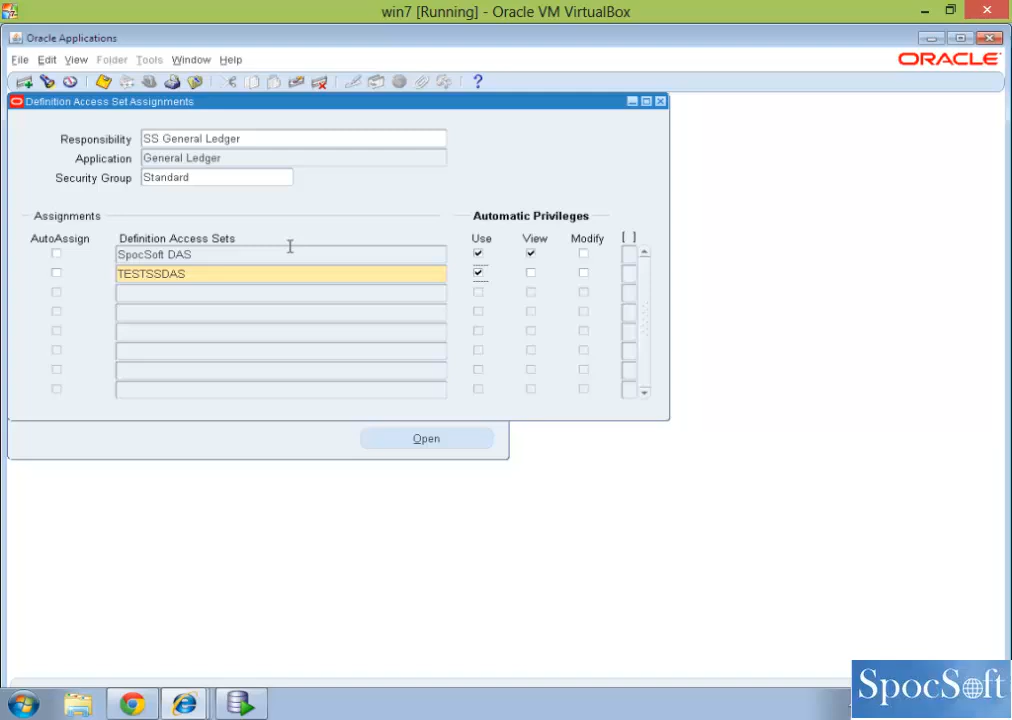 win7 [Running] - Oracle VM VirtualBox
Oracle Applications
File Edit View Folder Tools Window Help
ORACLE
Definition Access Set Assignments
Responsibility SS General Ledger
Application General Ledger
Security Group Standard
Assignments Automatic Privileges
AutoAssign Definition Access Sets Use View Modify [ ]
SpocSoft DAS
TESTSSDAS
Open
SpocSoft